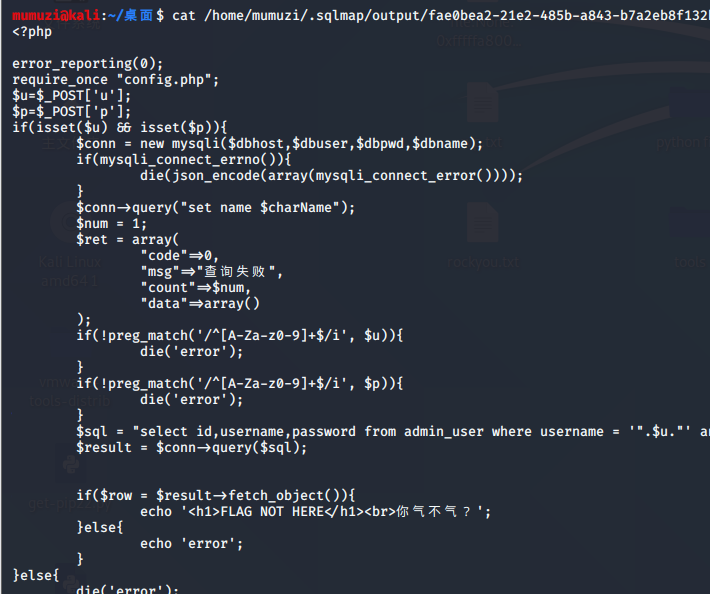 mumuzi@kali:~/桌面$ cat /home/mumuzi/.sqlmap/output/fae0bea2-21e2-485b-a843-b7a2eb8f132
<?php
error_reporting(0);
require_once "config.php";
$u=$_POST['u'];
$p=$_POST['p'];
if(isset($u) && isset($p)){
$conn = new mysqli($dbhost,$dbuser,$dbpwd,$dbname);
if(mysqli_connect_errno()){
die(json_encode(array(mysqli_connect_error())));
}
$conn->query("set name $charName");
$num = 1;
$ret = array(
"code"=>0,
"msg"=>"查询失败",
"count"=>$num,
"data"=>array()
);
if(!preg_match('/^[A-Za-z0-9]+$/i', $u)){
die('error');
}
if(!preg_match('/^[A-Za-z0-9]+$/i', $p)){
die('error');
}
$sql = "select id,username,password from admin_user where username = '".$u."' an
$result = $conn->query($sql);
if($row = $result->fetch_object()){
echo '<h1>FLAG NOT HERE</h1><br>你气不气？';
}else{
echo 'error';
}
}else{
die('error');